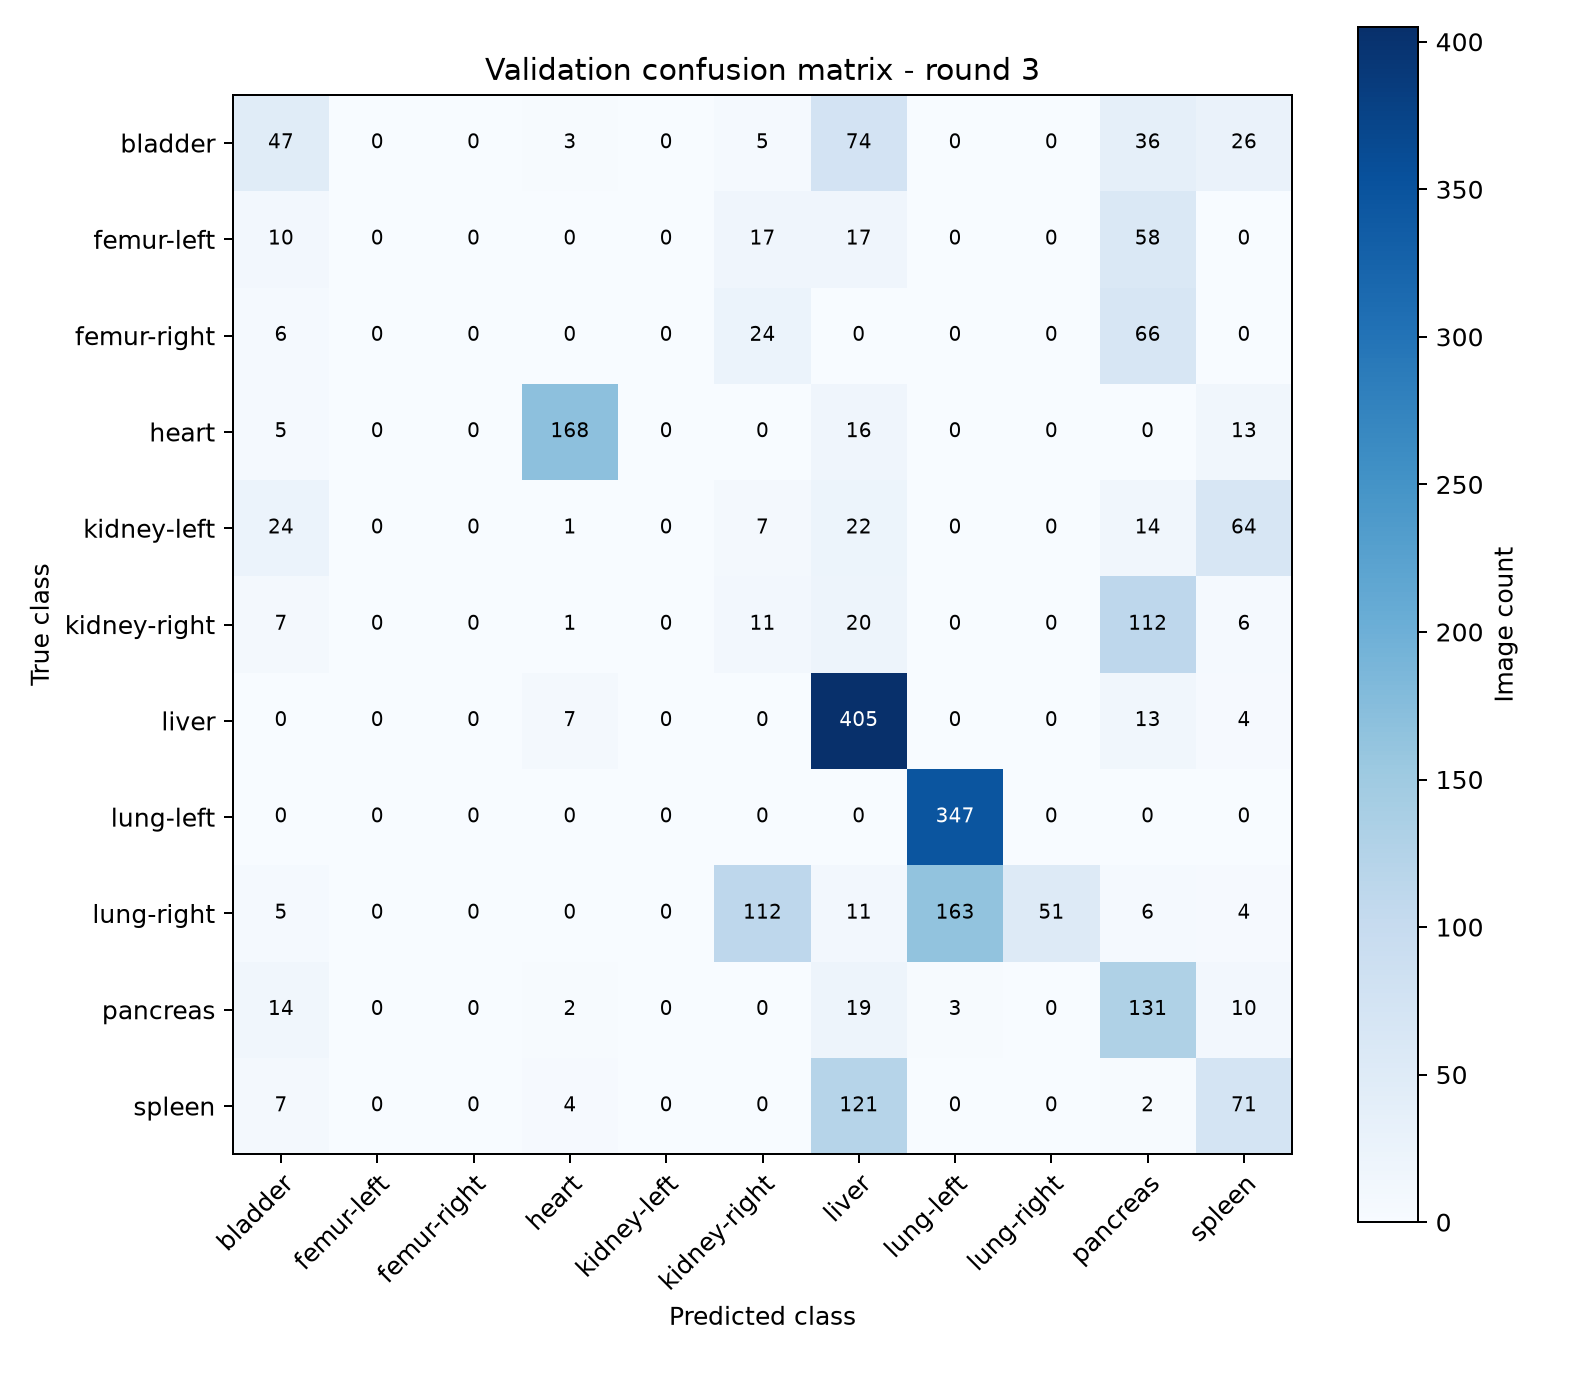 Validation confusion matrix - round 3
bladder 47 0 0 3 0 5 74 0 0 36 26
femur-left 10 0 0 0 0 17 17 0 0 58 0
femur-right 6 0 0 0 0 24 0 0 0 66 0
heart 5 0 0 168 0 0 16 0 0 0 13
kidney-left 24 0 0 1 0 7 22 0 0 14 64
kidney-right 7 0 0 1 0 11 20 0 0 112 6
liver 0 0 0 7 0 0 405 0 0 13 4
lung-left 0 0 0 0 0 0 0 347 0 0 0
lung-right 5 0 0 0 0 112 11 163 51 6 4
pancreas 14 0 0 2 0 0 19 3 0 131 10
spleen 7 0 0 4 0 0 121 0 0 2 71
True class
bladder femur-left femur-right heart kidney-left kidney-right liver lung-left lung-right pancreas spleen
Predicted class
400
350
300
250
200
150
100
50
0
Image count